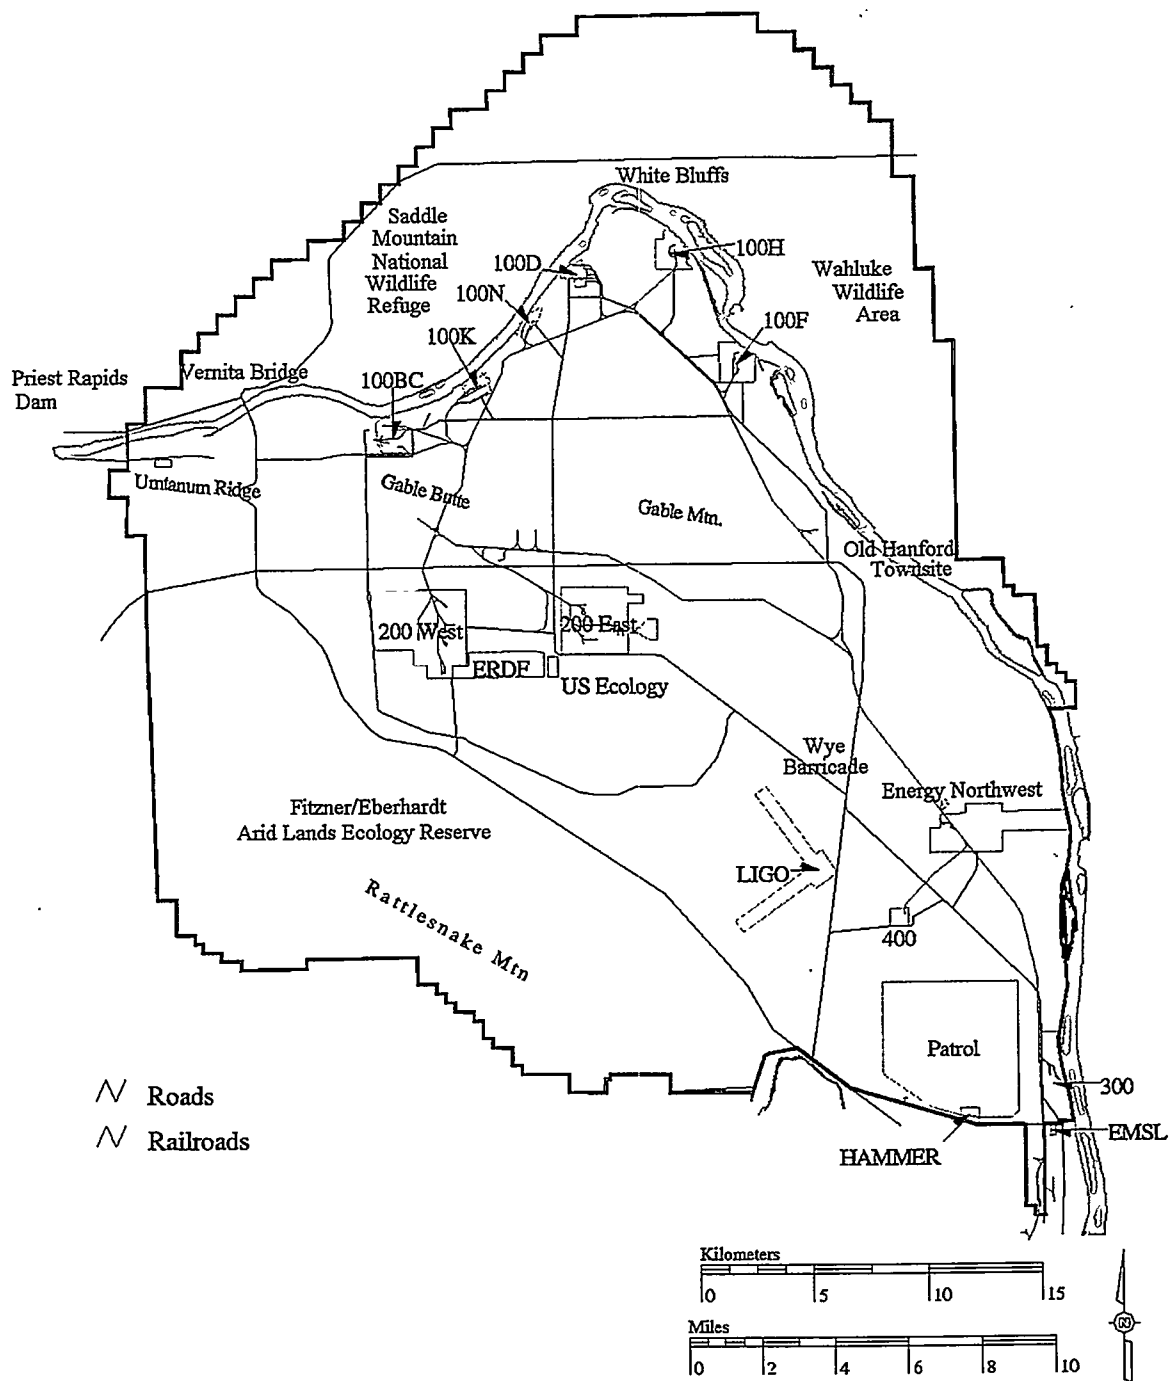 White Bluffs
Saddle
Mountain
National
Wildlife
Refuge
100H
100D
Wahluke
Wildlife
Area
100N
100F
100K
Vernita Bridge
Priest Rapids
Dam
100BC
Umtanum Ridge
Gable Butte
Gable Mtn.
Old Hanford
Townsite
200 West
200 East
ERDF
US Ecology
Wye
Barricade
Energy Northwest
Fitzner/Eberhardt
Arid Lands Ecology Reserve
LIGO
Rattlesnake Mtn
400
Patrol
Roads
300
Railroads
EMSL
HAMMER
Kilometers
0 5 10 15
N
Miles
0 2 4 6 8 10